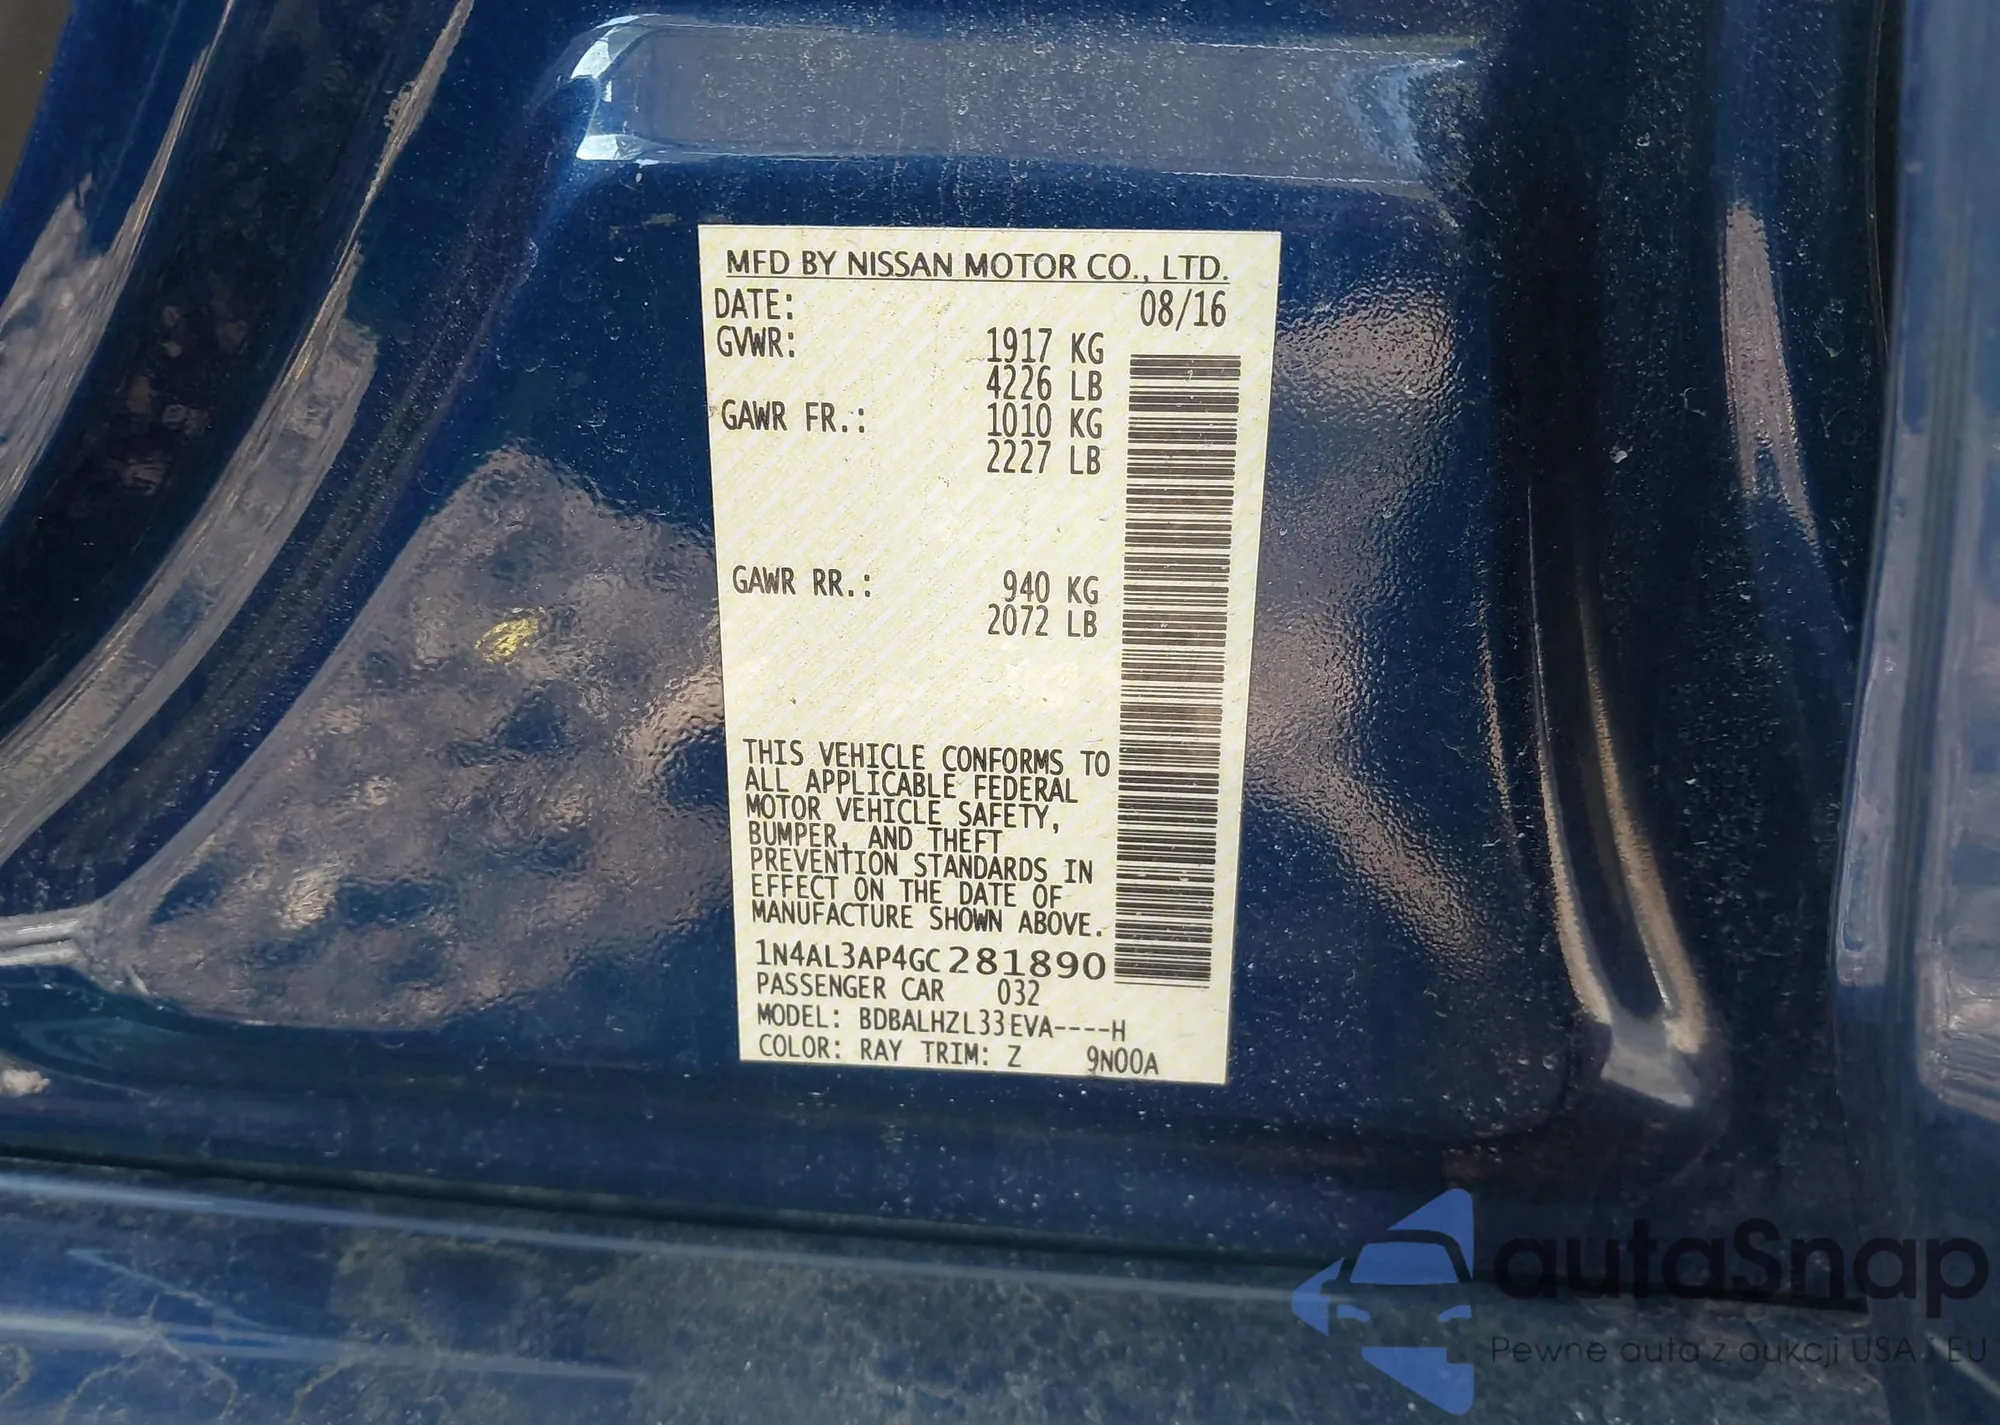 MFD BY NISSAN MOTOR CO., LTD.
DATE: 08/16
GVWR: 1917 KG
4226 LB
GAWR FR.: 1010 KG
2227 LB
GAWR RR.: 940 KG
2072 LB
THIS VEHICLE CONFORMS TO
ALL APPLICABLE FEDERAL
MOTOR VEHICLE SAFETY,
BUMPER, AND THEFT
PREVENTION STANDARDS IN
EFFECT ON THE DATE OF
MANUFACTURE SHOWN ABOVE.
1N4AL3AP4GC281890
PASSENGER CAR 032
MODEL: BDBALHZL33EVA----H
COLOR: RAY TRIM: Z 9N00A
autaSnap
Pewne auta z aukcji USA i EU